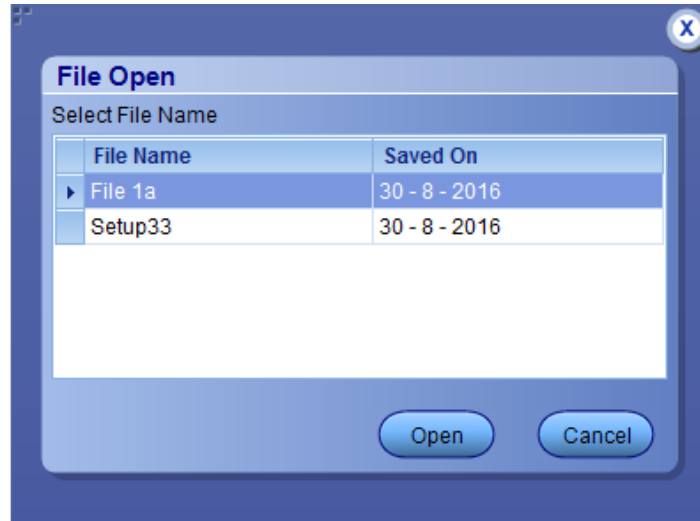 X
File Open
Select File Name
File Name Saved On
File 1a 30 - 8 - 2016
Setup33 30 - 8 - 2016
Open Cancel